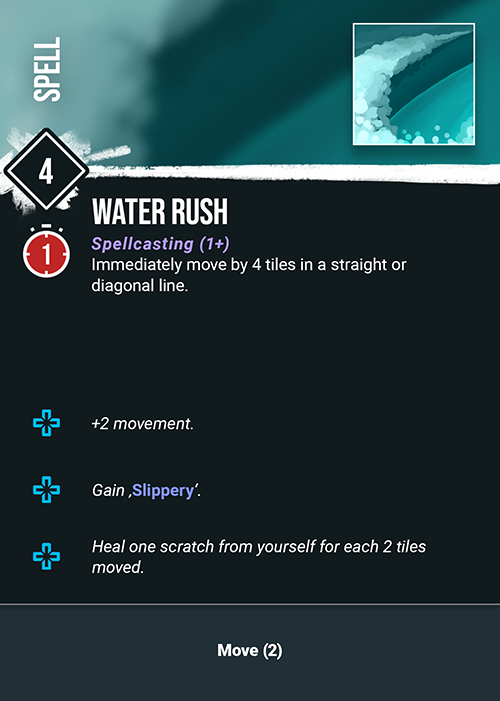 SPELL
4
WATER RUSH
1
Spellcasting (1+)
Immediately move by 4 tiles in a straight or
diagonal line.
+2 movement.
Gain ‚Slippery‘.
Heal one scratch from yourself for each 2 tiles
moved.
Move (2)